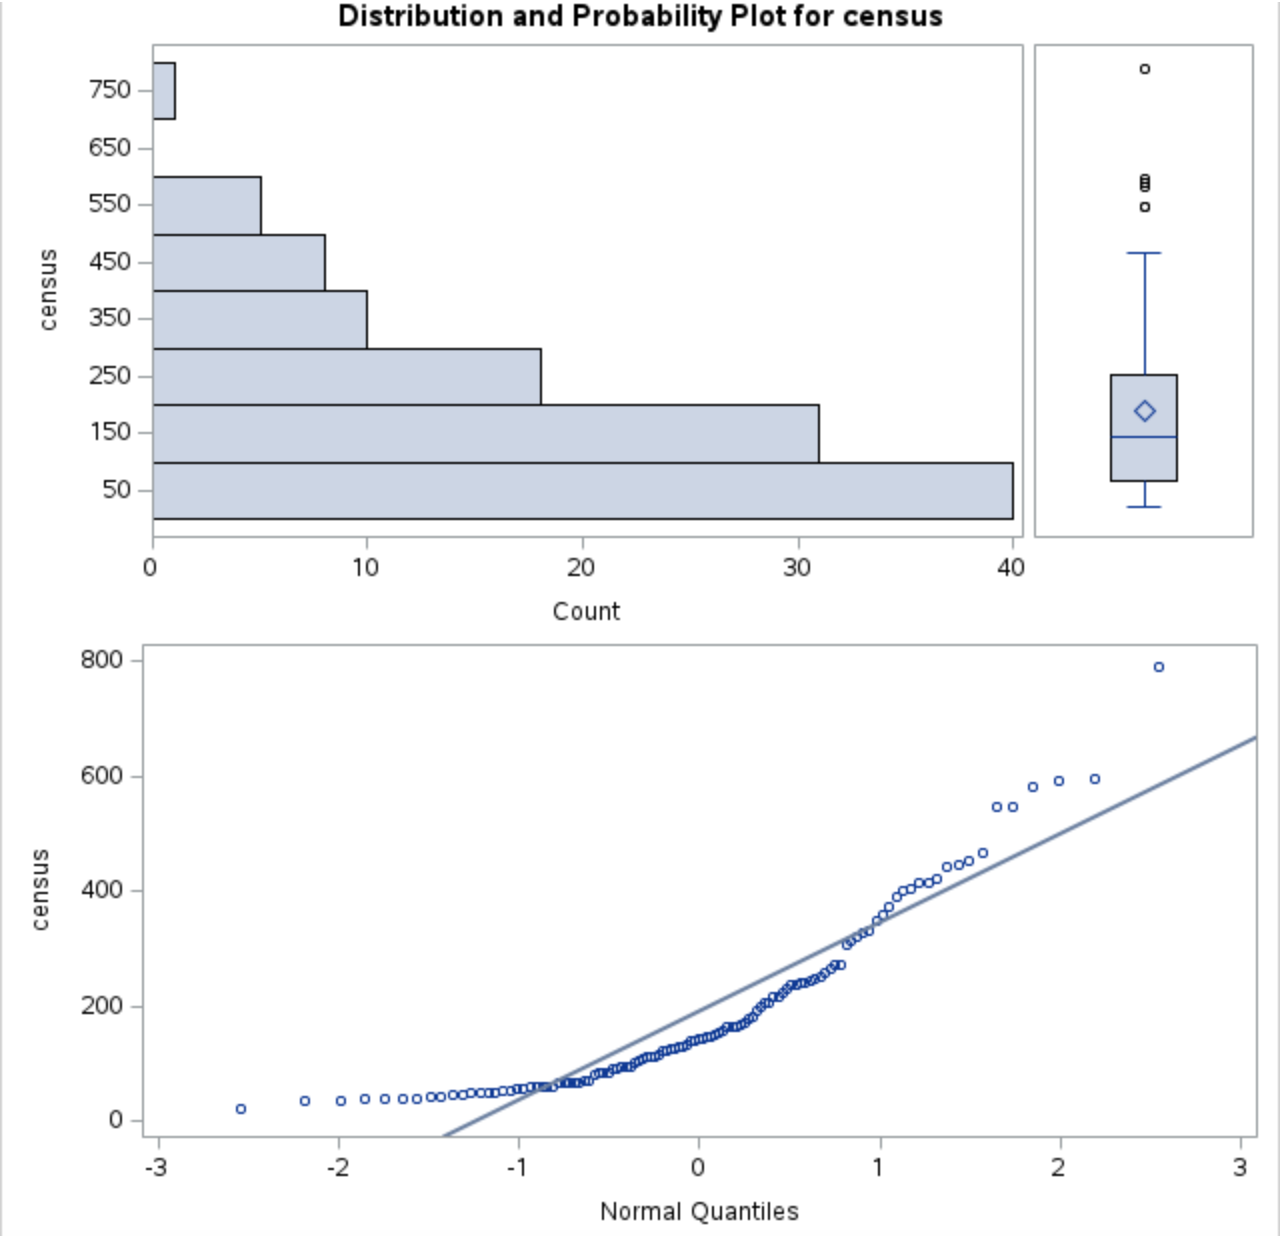 Distribution and Probability Plot for census
750
650
550
450
350
250
150
50
census
0 10 20 30 40
Count
800
600
400
200
0
census
-3 -2 -1 0 1 2 3
Normal Quantiles